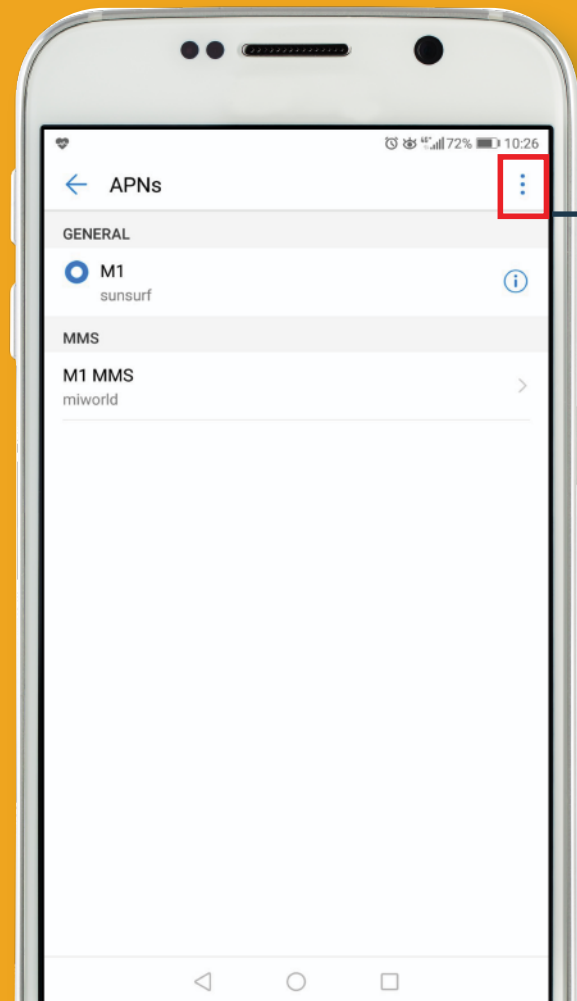 72% 10:26
APNs
GENERAL
M1
sunsurf
MMS
M1 MMS
miworld